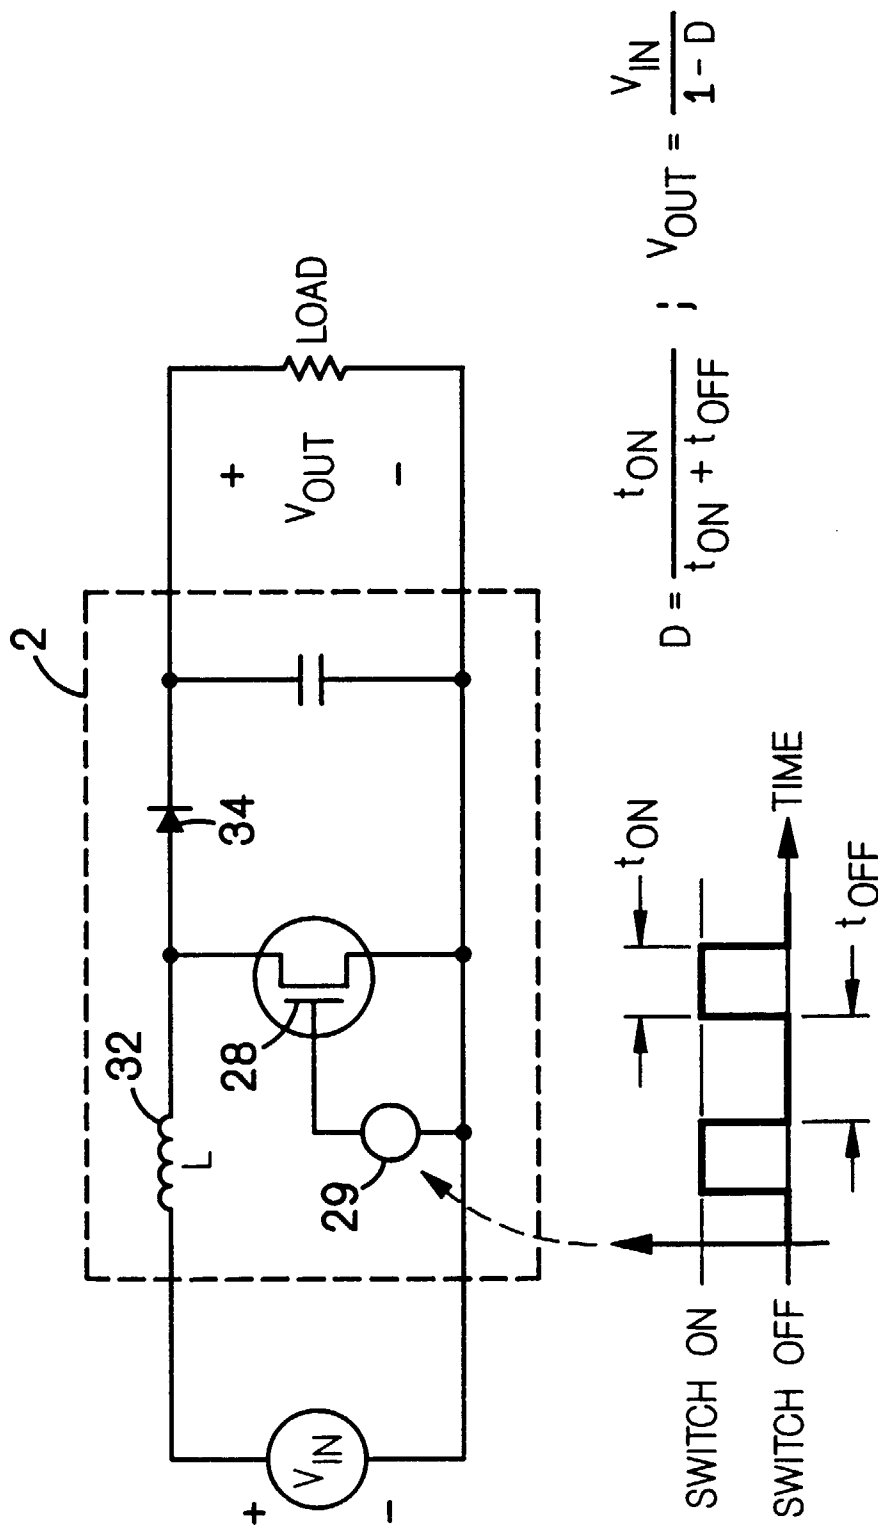 2
32
L
34
28
29
+
V_IN
-
+
V_OUT
-
LOAD
SWITCH ON
SWITCH OFF
t_ON
t_OFF
TIME
D = t_ON / (t_ON + t_OFF) ; V_OUT = V_IN / (1 - D)